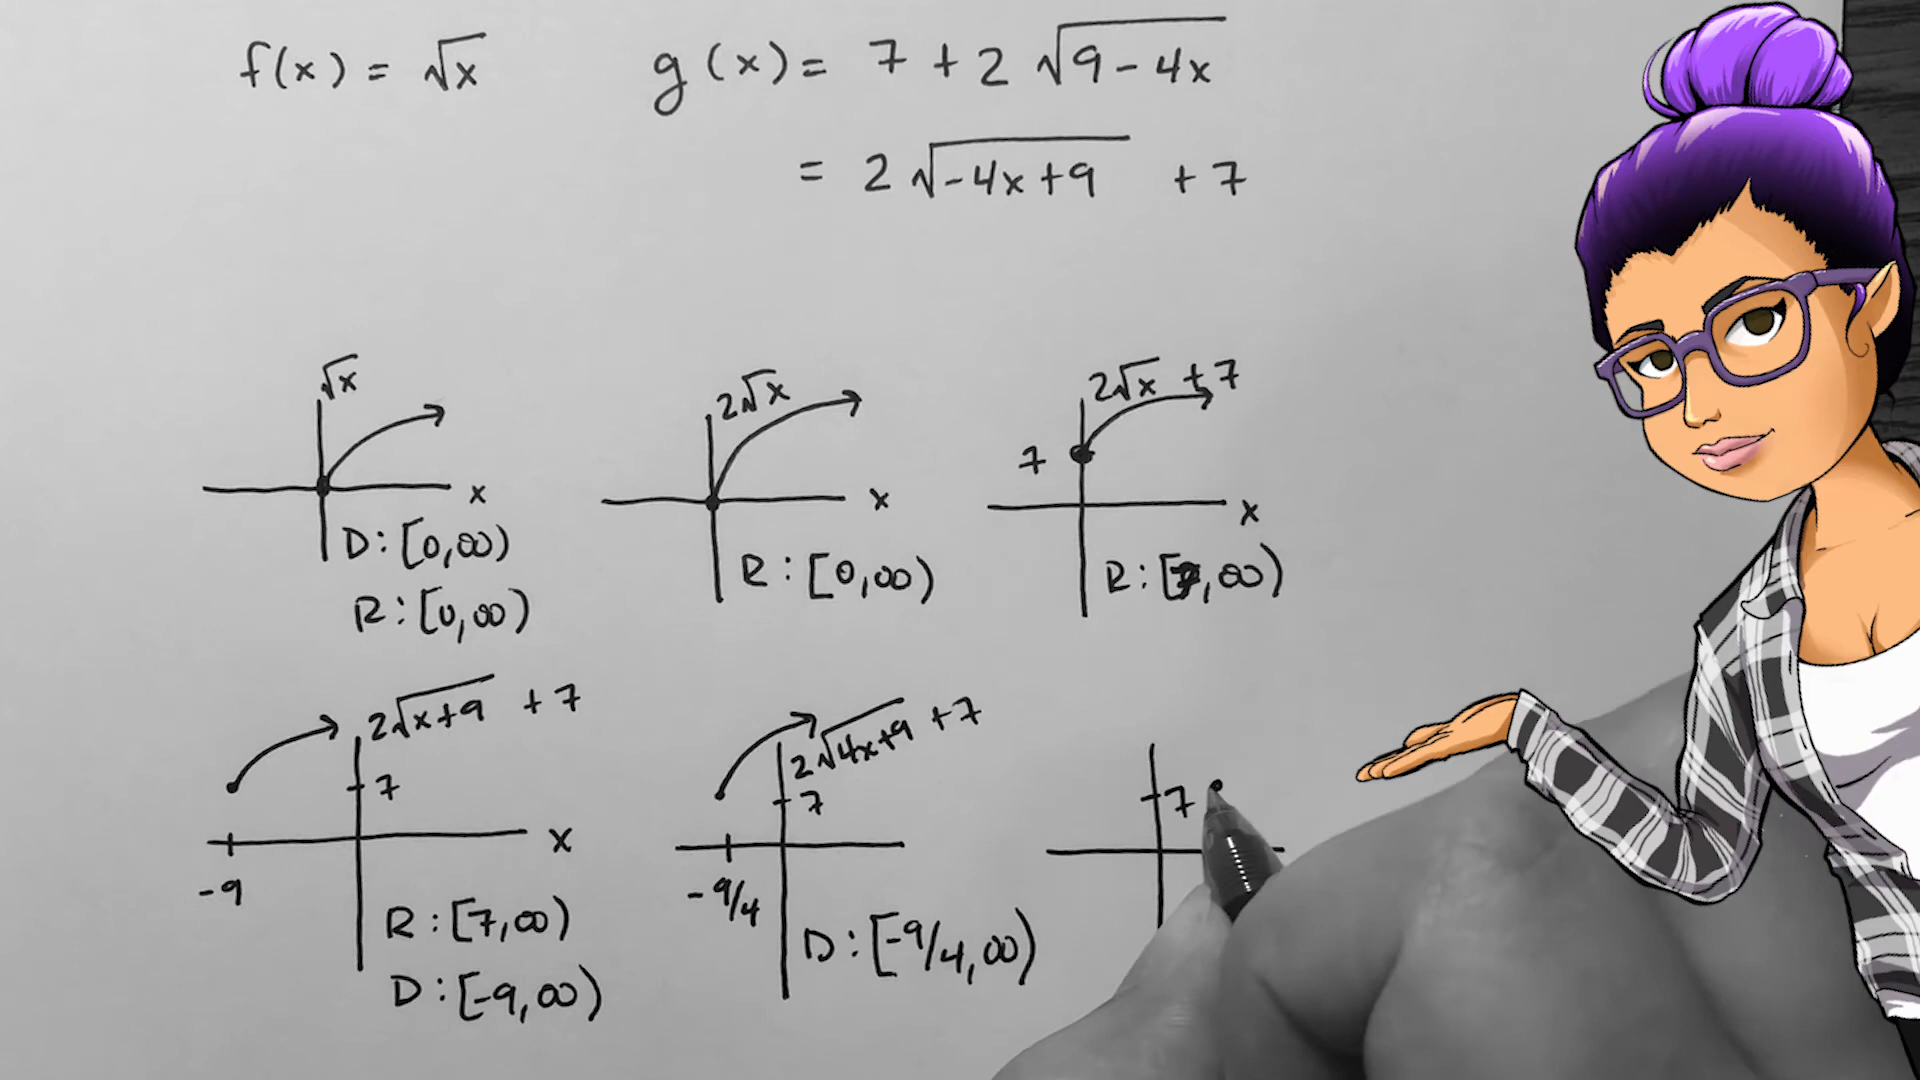 f(x) = √x
g(x) = 7 + 2 √9 - 4x
= 2 √-4x + 9 + 7
√x
x
D : [0, ∞)
R : [0, ∞)
2√x
x
R : [0, ∞)
2√x + 7
7
x
R : [7, ∞)
2√x+9 + 7
7
x
-9
R : [7, ∞)
D : [-9, ∞)
2√4x+9 + 7
7
-9/4
D : [-9/4, ∞)
7